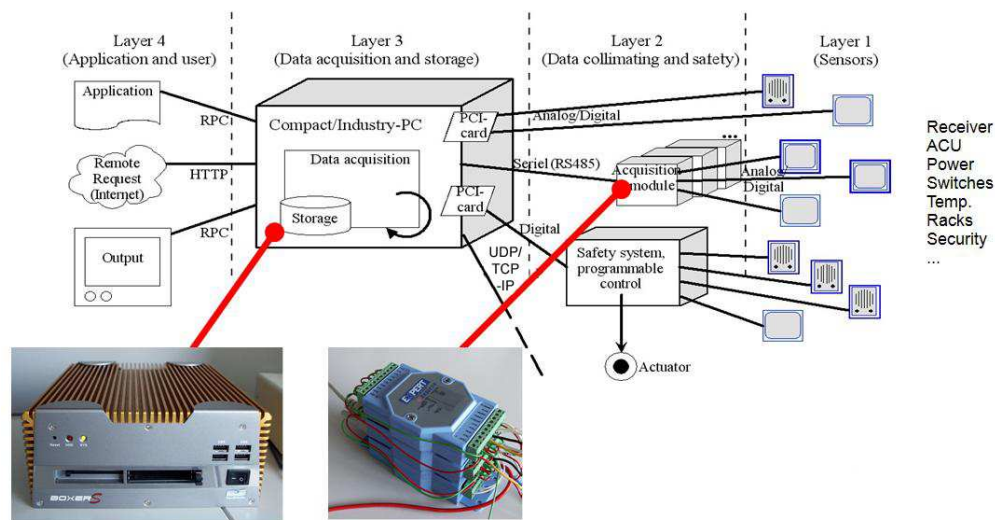 Layer 4
(Application and user)
Layer 3
(Data acquisition and storage)
Layer 2
(Data collimating and safety)
Layer 1
(Sensors)
Application
RPC
Remote
Request
(Internet)
HTTP
RPC
Output
Compact/Industry-PC
Data acquisition
Storage
PCI-
card
PCI-
card
Analog/Digital
Seriel (RS485)
Digital
UDP/
TCP
-IP
...
Acquisition
module
Analog/
Digital
Safety system,
programmable
control
Actuator
Receiver
ACU
Power
Switches
Temp.
Racks
Security
...
BOXER S
EXPERT